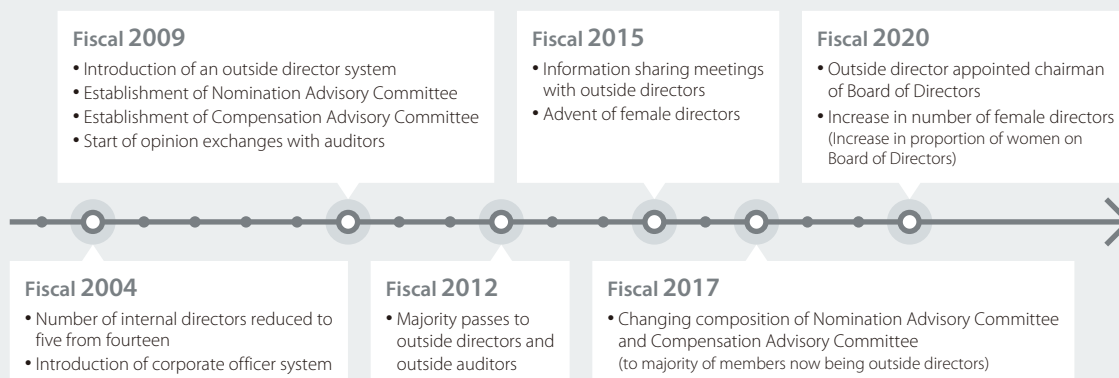 Fiscal 2009
• Introduction of an outside director system
• Establishment of Nomination Advisory Committee
• Establishment of Compensation Advisory Committee
• Start of opinion exchanges with auditors
Fiscal 2015
• Information sharing meetings
with outside directors
• Advent of female directors
Fiscal 2020
• Outside director appointed chairman
of Board of Directors
• Increase in number of female directors
(Increase in proportion of women on
Board of Directors)
Fiscal 2004
• Number of internal directors reduced to
five from fourteen
• Introduction of corporate officer system
Fiscal 2012
• Majority passes to
outside directors and
outside auditors
Fiscal 2017
• Changing composition of Nomination Advisory Committee
and Compensation Advisory Committee
(to majority of members now being outside directors)